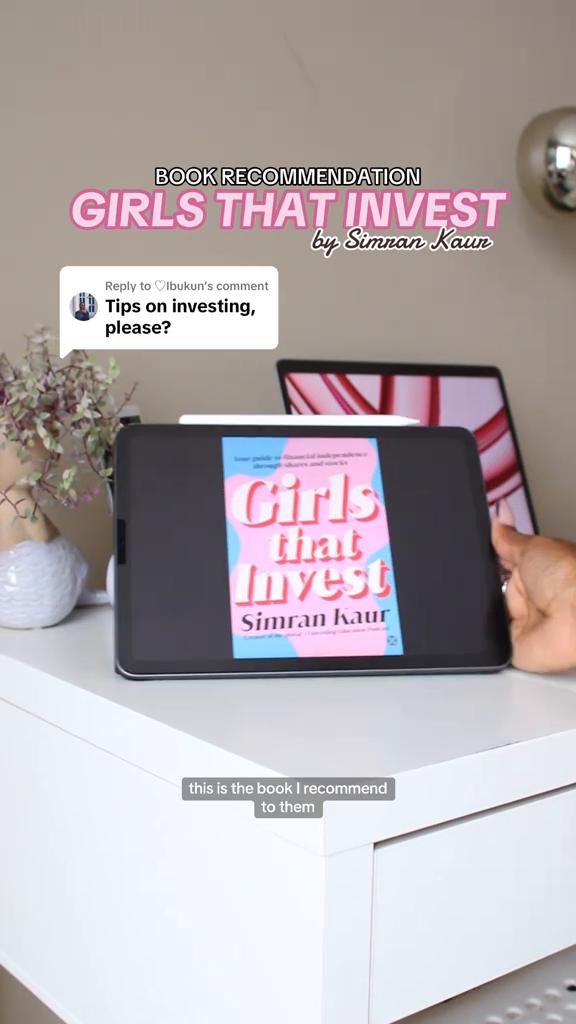 BOOK RECOMMENDATION
GIRLS THAT INVEST
by Simran Kaur
Reply to ♡Ibukun's comment
Tips on investing,
please?
Your guide to financial independence
through shares and stocks
Girls
that
Invest
Simran Kaur
this is the book I recommend
to them